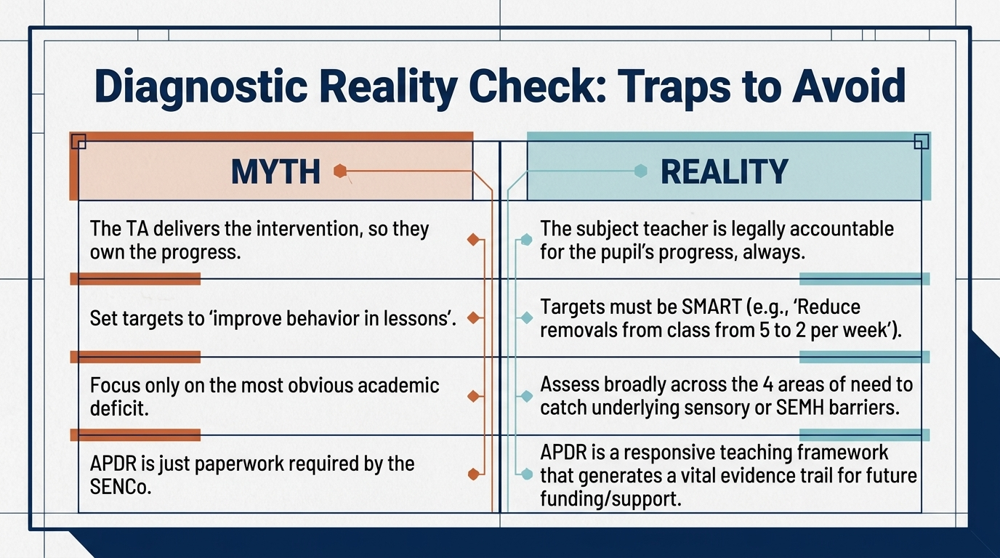 Diagnostic Reality Check: Traps to Avoid
MYTH
REALITY
The TA delivers the intervention, so they
own the progress.
The subject teacher is legally accountable
for the pupil's progress, always.
Set targets to 'improve behavior in lessons'.
Targets must be SMART (e.g., 'Reduce
removals from class from 5 to 2 per week').
Focus only on the most obvious academic
deficit.
Assess broadly across the 4 areas of need to
catch underlying sensory or SEMH barriers.
APDR is just paperwork required by the
SENCo.
APDR is a responsive teaching framework
that generates a vital evidence trail for future
funding/support.